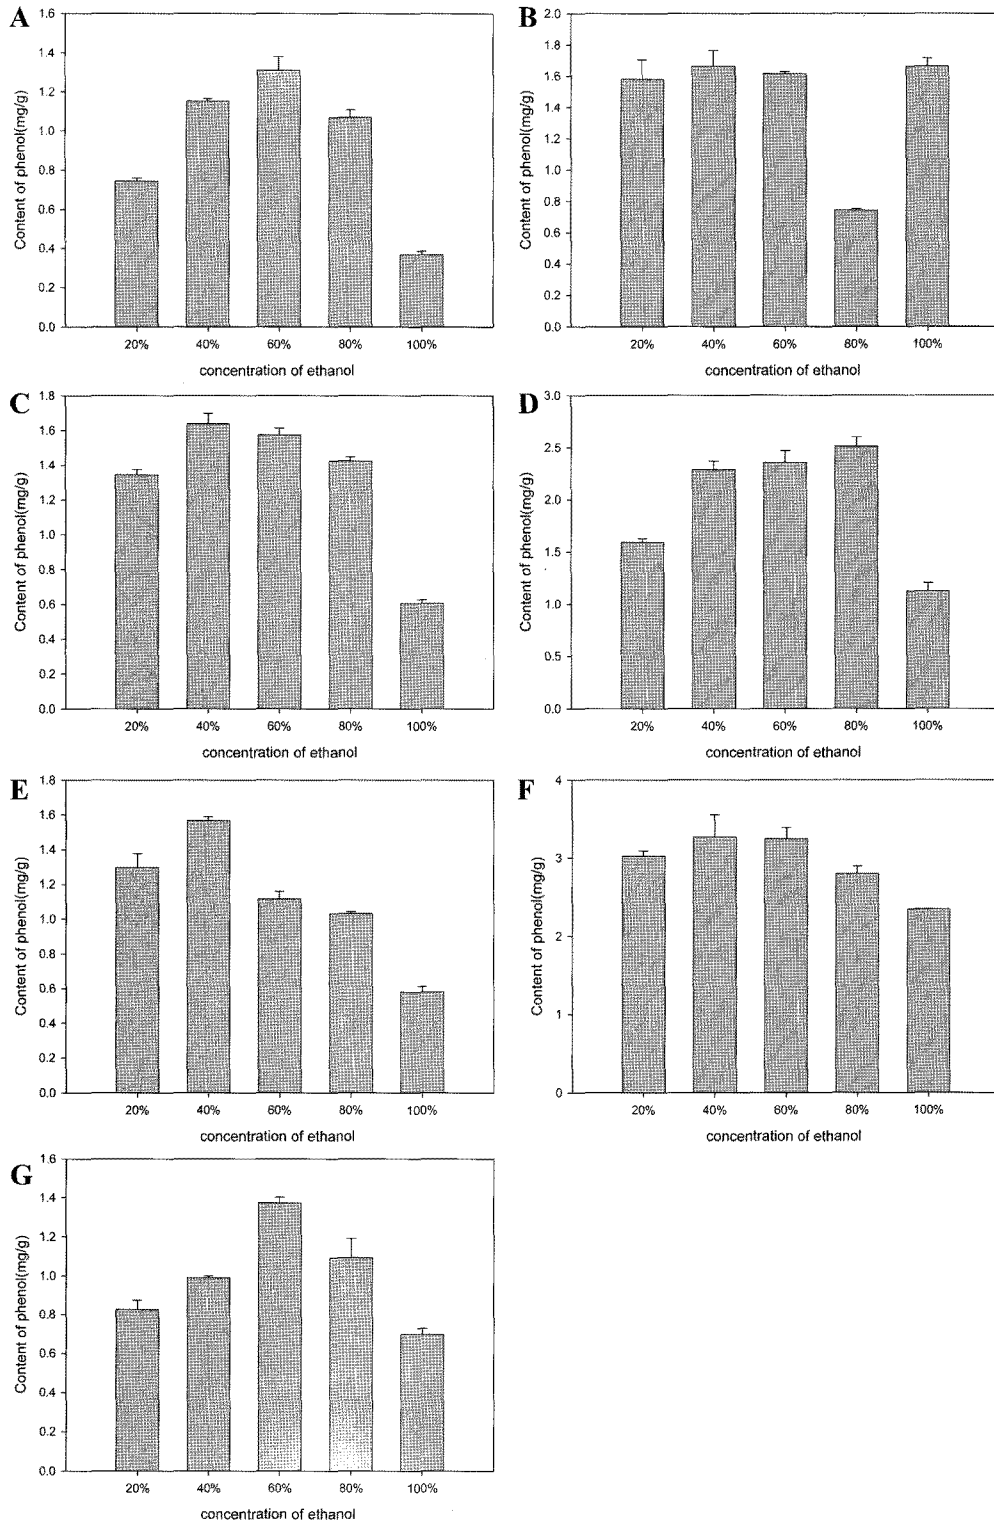 A
1.6
1.4
1.2
1.0
0.8
0.6
0.4
0.2
0.0
Content of phenol(mg/g)
20% 40% 60% 80% 100%
concentration of ethanol
B
2.0
1.8
1.6
1.4
1.2
1.0
0.8
0.6
0.4
0.2
0.0
Content of phenol(mg/g)
20% 40% 60% 80% 100%
concentration of ethanol
C
1.8
1.6
1.4
1.2
1.0
0.8
0.6
0.4
0.2
0.0
Content of phenol(mg/g)
20% 40% 60% 80% 100%
concentration of ethanol
D
3.0
2.5
2.0
1.5
1.0
0.5
0.0
Content of phenol(mg/g)
20% 40% 60% 80% 100%
concentration of ethanol
E
1.8
1.6
1.4
1.2
1.0
0.8
0.6
0.4
0.2
0.0
Content of phenol(mg/g)
20% 40% 60% 80% 100%
concentration of ethanol
F
4
3
2
1
0
Content of phenol(mg/g)
20% 40% 60% 80% 100%
concentration of ethanol
G
1.6
1.4
1.2
1.0
0.8
0.6
0.4
0.2
0.0
Content of phenol(mg/g)
20% 40% 60% 80% 100%
concentration of ethanol